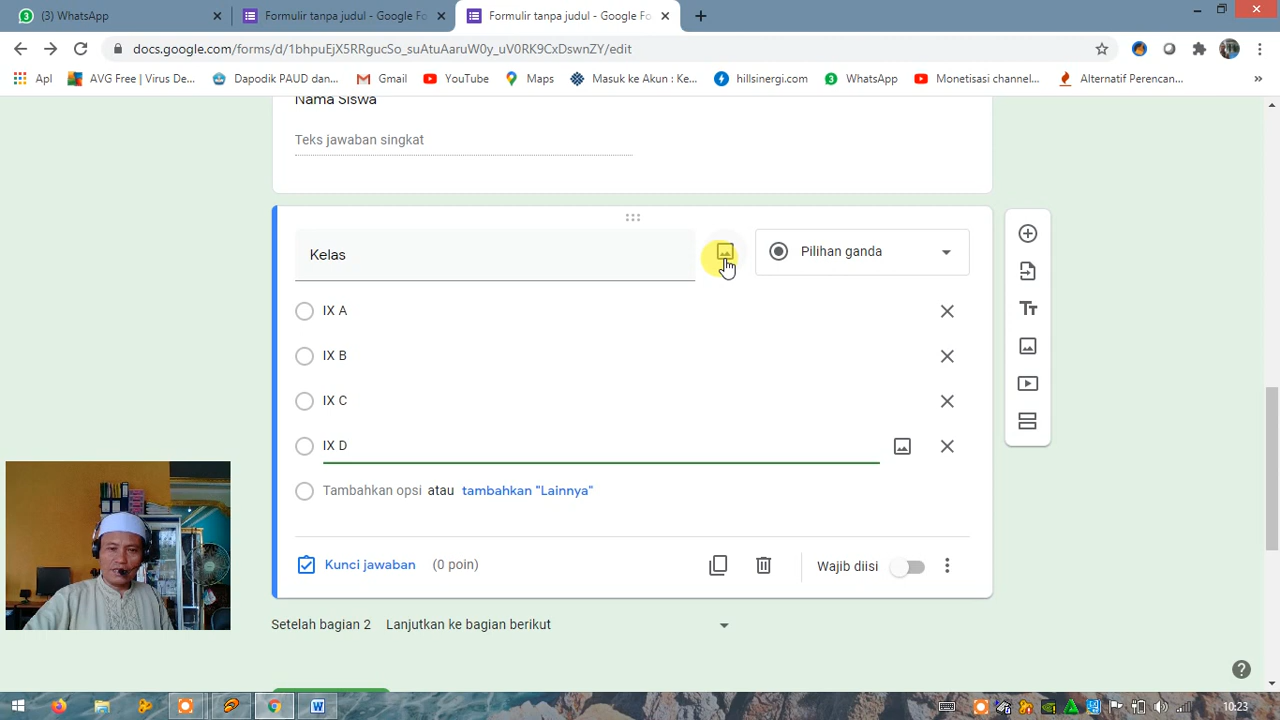 (3) WhatsApp
Formulir tanpa judul - Google Fo
Formulir tanpa judul - Google Fo
docs.google.com/forms/d/1bhpuEjX5RRgucSo_suAtuAaruW0y_uV0RK9CxDswnZY/edit
Apl
AVG Free | Virus De...
Dapodik PAUD dan...
Gmail
YouTube
Maps
Masuk ke Akun : Ke...
hillsinergi.com
WhatsApp
Monetisasi channel...
Alternatif Perencan...
»
Nama Siswa
Teks jawaban singkat
Kelas
Pilihan ganda
IX A
IX B
IX C
IX D
Tambahkan opsi atau tambahkan "Lainnya"
Kunci jawaban (0 poin)
Wajib diisi
Setelah bagian 2 Lanjutkan ke bagian berikut
10:23